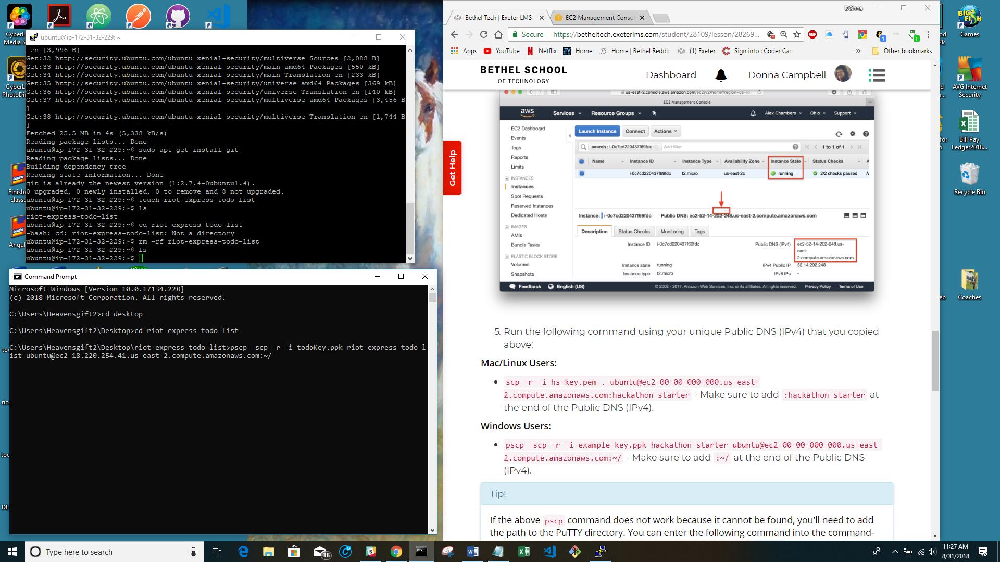 CyberL
Media S
CyberL
PhotoDi
Finish
classe
Angul
ubuntu@ip-172-31-32-229: ~
-en [3,996 B]
Get:32 http://security.ubuntu.com/ubuntu xenial-security/multiverse Sources [2,088 B]
Get:33 http://security.ubuntu.com/ubuntu xenial-security/main amd64 Packages [550 kB]
Get:34 http://security.ubuntu.com/ubuntu xenial-security/main Translation-en [233 kB]
Get:35 http://security.ubuntu.com/ubuntu xenial-security/universe amd64 Packages [369 kB]
Get:36 http://security.ubuntu.com/ubuntu xenial-security/universe Translation-en [140 kB]
Get:37 http://security.ubuntu.com/ubuntu xenial-security/multiverse amd64 Packages [3,456 B
]
Get:38 http://security.ubuntu.com/ubuntu xenial-security/multiverse Translation-en [1,744 B
]
Fetched 25.5 MB in 4s (5,338 kB/s)
Reading package lists... Done
ubuntu@ip-172-31-32-229:~$ sudo apt-get install git
Reading package lists... Done
Building dependency tree
Reading state information... Done
git is already the newest version (1:2.7.4-0ubuntu1.4).
0 upgraded, 0 newly installed, 0 to remove and 8 not upgraded.
ubuntu@ip-172-31-32-229:~$ touch riot-express-todo-list
ubuntu@ip-172-31-32-229:~$ ls
riot-express-todo-list
ubuntu@ip-172-31-32-229:~$ cd riot-express-todo-list
-bash: cd: riot-express-todo-list: Not a directory
ubuntu@ip-172-31-32-229:~$ rm -rf riot-express-todo-list
ubuntu@ip-172-31-32-229:~$ ls
ubuntu@ip-172-31-32-229:~$
Command Prompt
Microsoft Windows [Version 10.0.17134.228]
(c) 2018 Microsoft Corporation. All rights reserved.
C:\Users\Heavensgift2>cd desktop
C:\Users\Heavensgift2\Desktop>cd riot-express-todo-list
C:\Users\Heavensgift2\Desktop\riot-express-todo-list>pscp -scp -r -i todoKey.ppk riot-express-todo-l
ist ubuntu@ec2-18.220.254.41.us-east-2.compute.amazonaws.com:~/
DOnna
Bethel Tech | Exeter LMS
EC2 Management Consol
Secure
https://betheltech.exeterlms.com/student/28109/lesson/28269...
Apps YouTube Netflix Home Home | Bethel Reddin (1) Exeter Sign into : Coder Cam » Other bookmarks
BETHEL SCHOOL
OF TECHNOLOGY
Dashboard Donna Campbell
Get Help
us-east-2.console.aws.amazon.com/ec2/v2/home?region=us-ea
EC2 Management Console
aws Services Resource Groups Alex Chambers Ohio Support
EC2 Dashboard
Events
Tags
Reports
Limits
INSTANCES
Instances
Spot Requests
Reserved Instances
Dedicated Hosts
IMAGES
AMIs
Bundle Tasks
ELASTIC BLOCK STORE
Volumes
Snapshots
Launch Instance Connect Actions
search : i-0c7cd220437f69fdc Add filter 1 to 1 of 1
Name Instance ID Instance Type Availability Zone Instance State Status Checks
i-0c7cd220437f69fdc t2.micro us-east-2c running 2/2 checks passed
Instance: i-0c7cd220437f69fdc Public DNS: ec2-52-14-202-248.us-east-2.compute.amazonaws.com
Description Status Checks Monitoring Tags
Instance ID i-0c7cd220437f69fdc Public DNS (IPv4) ec2-52-14-202-248.us-
east-
2.compute.amazonaws.com
Instance state running IPv4 Public IP 52.14.202.248
Instance type t2.micro IPv6 IPs -
Feedback English (US) © 2008 - 2017, Amazon Web Services, Inc. or its affiliates. All rights reserved. Privacy Policy Terms of Use
5. Run the following command using your unique Public DNS (IPv4) that you copied
above:
Mac/Linux Users:
scp -r -i hs-key.pem . ubuntu@ec2-00-00-000-000.us-east-
2.compute.amazonaws.com:hackathon-starter - Make sure to add :hackathon-starter at
the end of the Public DNS (IPv4).
Windows Users:
pscp -scp -r -i example-key.ppk hackathon-starter ubuntu@ec2-00-00-000-000.us-east-
2.compute.amazonaws.com:~/ - Make sure to add :~/ at the end of the Public DNS
(IPv4).
Tip!
If the above pscp command does not work because it cannot be found, you'll need to add
the path to the PuTTY directory. You can enter the following command into the command-
Games
AVG Internet
Security
Bill Pay
Ledger2018...
Recycle Bin
Coaches
Type here to search
38
11:27 AM
8/31/2018